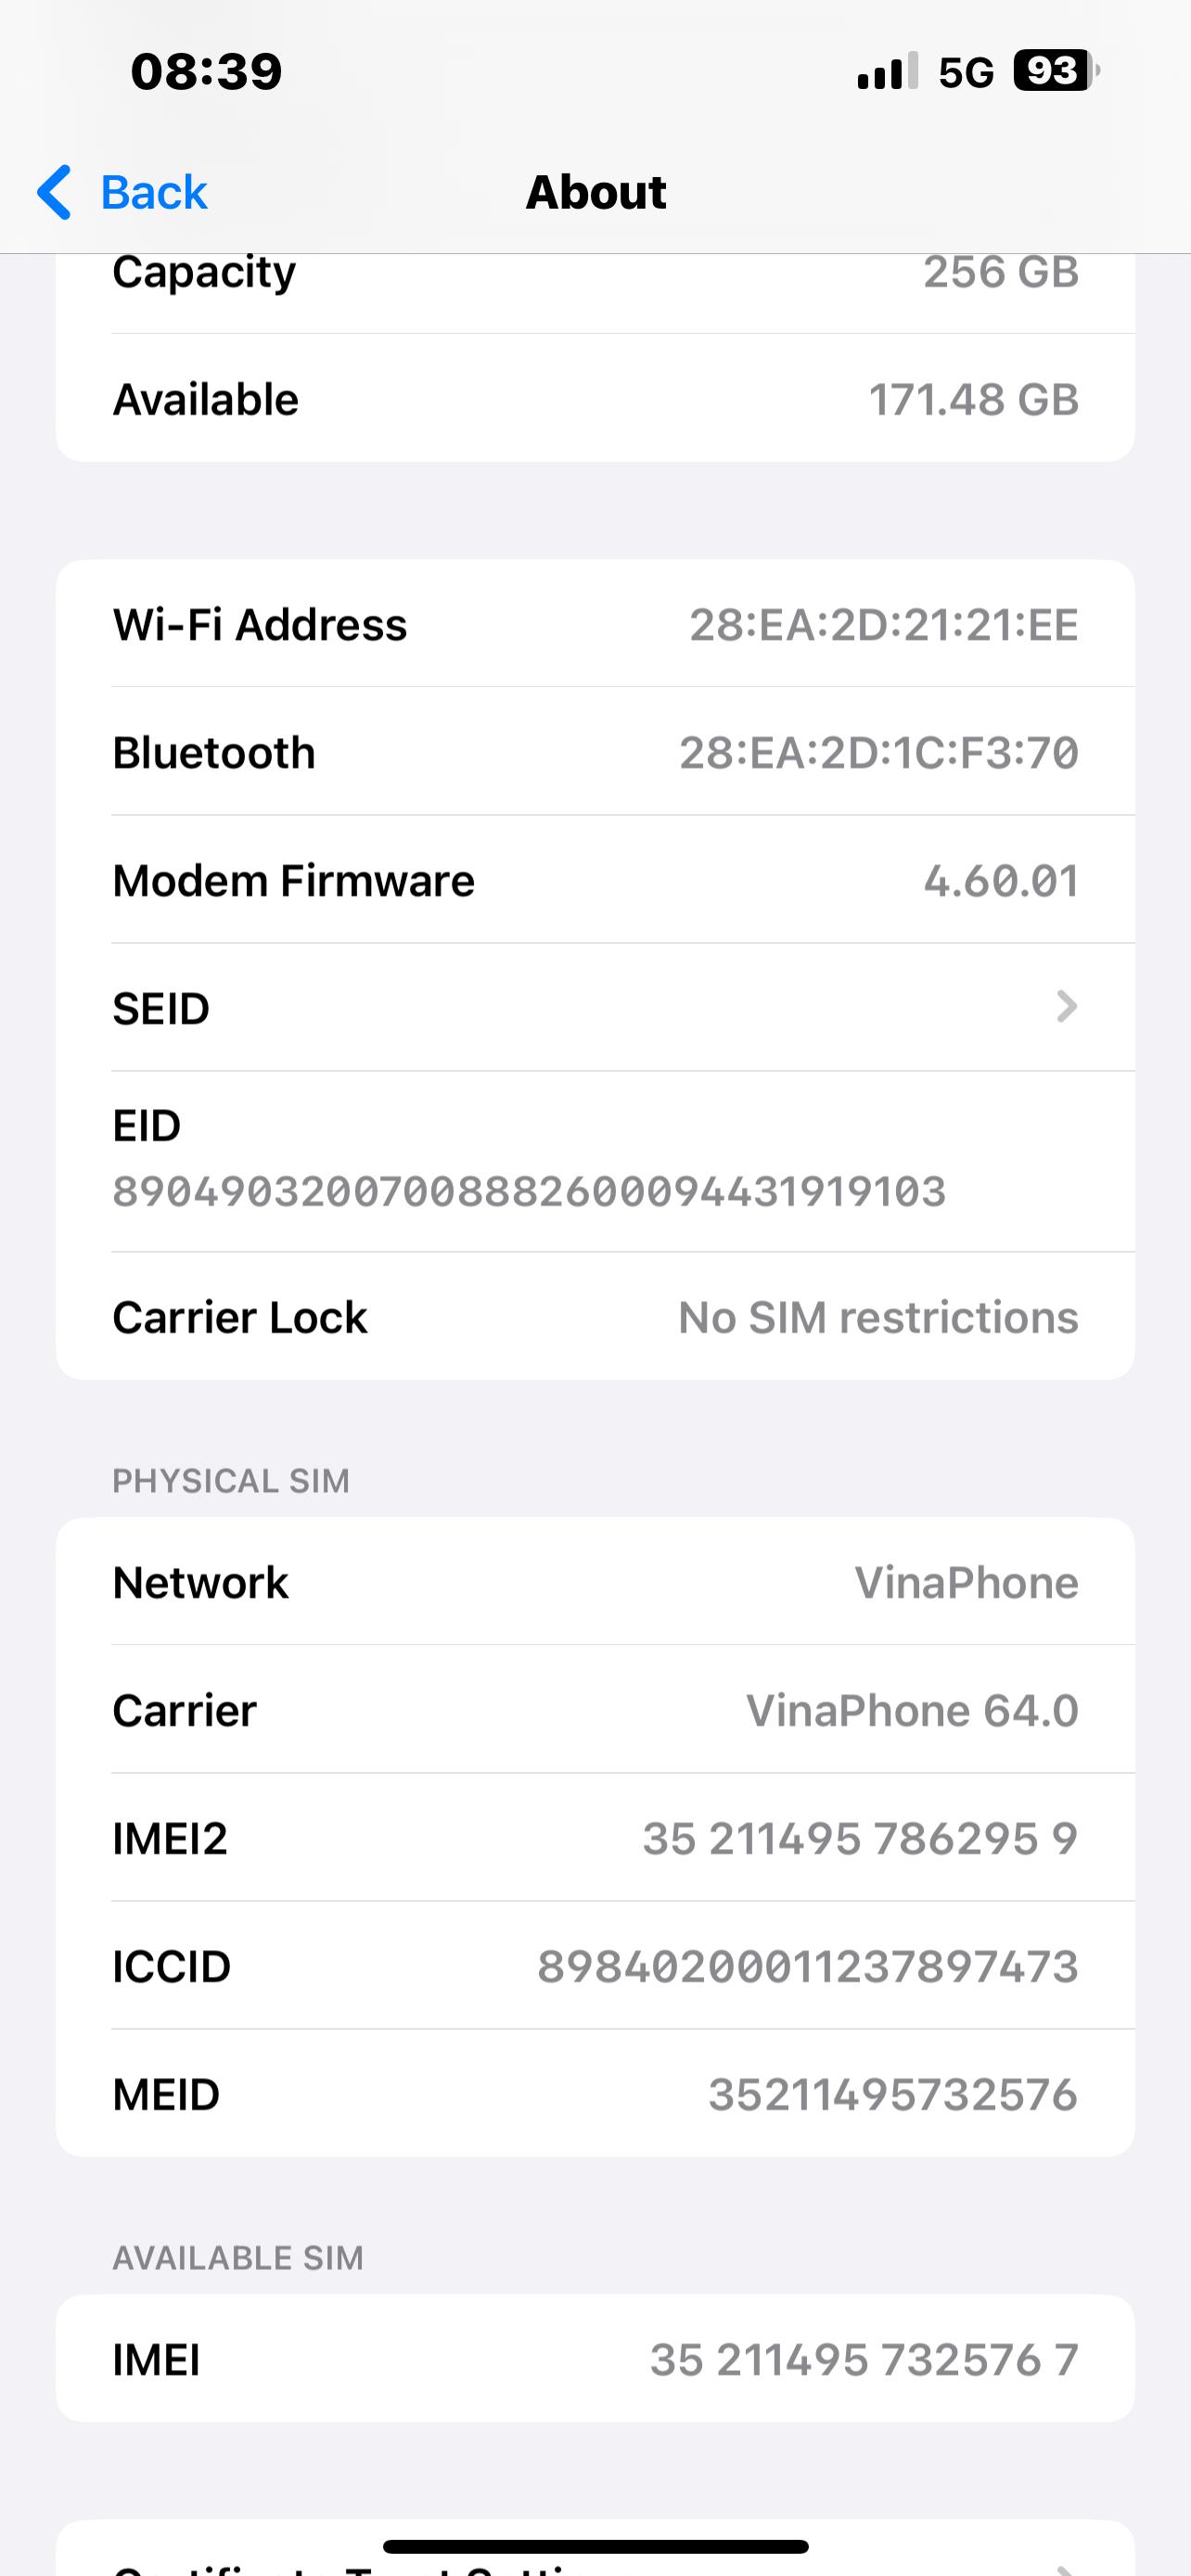 08:39 5G 93
Back About
Capacity 256 GB
Available 171.48 GB
Wi-Fi Address 28:EA:2D:21:21:EE
Bluetooth 28:EA:2D:1C:F3:70
Modem Firmware 4.60.01
SEID
EID
89049032007008882600094431919103
Carrier Lock No SIM restrictions
PHYSICAL SIM
Network VinaPhone
Carrier VinaPhone 64.0
IMEI2 35 211495 786295 9
ICCID 89840200011237897473
MEID 35211495732576
AVAILABLE SIM
IMEI 35 211495 732576 7